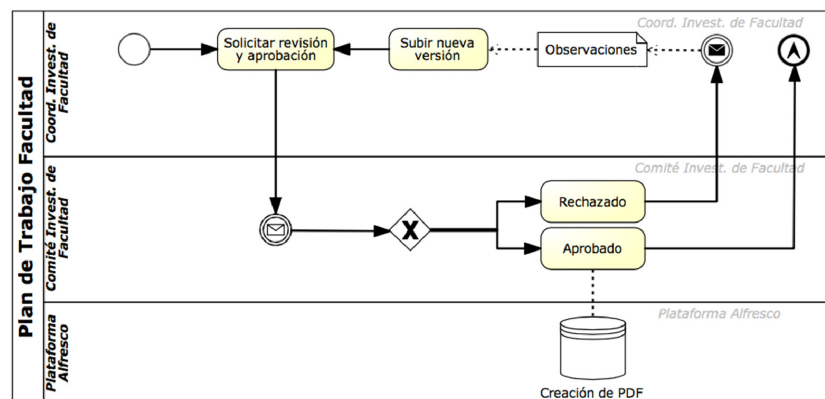 Plan de Trabajo Facultad
Coord. Invest. de
Facultad
Coord. Invest. de Facultad
Solicitar revisión
y aprobación
Subir nueva
versión
Observaciones
Comité Invest. de
Facultad
Comité Invest. de Facultad
X
Rechazado
Aprobado
Plataforma
Alfresco
Plataforma Alfresco
Creación de PDF